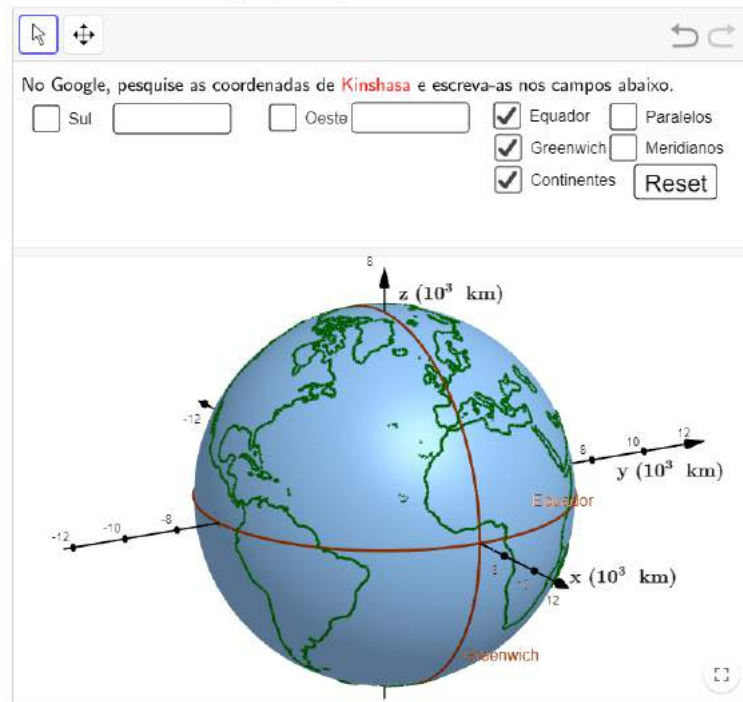 No Google, pesquise as coordenadas de Kinshasa e escreva-as nos campos abaixo.
Sul Oeste Equador Paralelos
Greenwich Meridianos
Continentes Reset
8
z (10³ km)
-12
8 10 12
y (10³ km)
Equador
-12 -10 -8
8
x (10³ km)
12
Greenwich